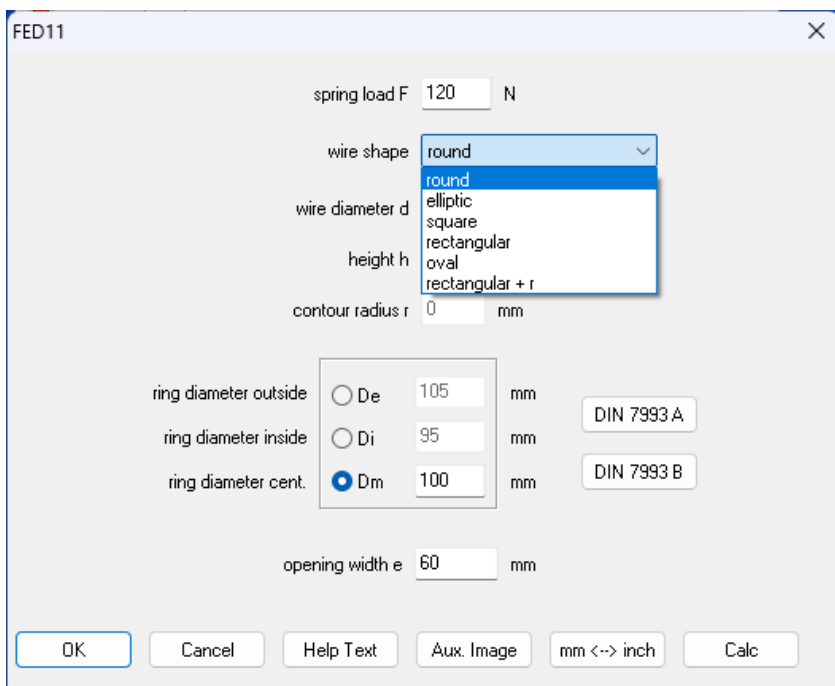 FED11
spring load F 120 N
wire shape round
round
elliptic
wire diameter d
square
rectangular
height h
oval
rectangular + r
contour radius r 0 mm
ring diameter outside De 105 mm
DIN 7993 A
ring diameter inside Di 95 mm
DIN 7993 B
ring diameter cent. Dm 100 mm
opening width e 60 mm
OK Cancel Help Text Aux. Image mm <--> inch Calc